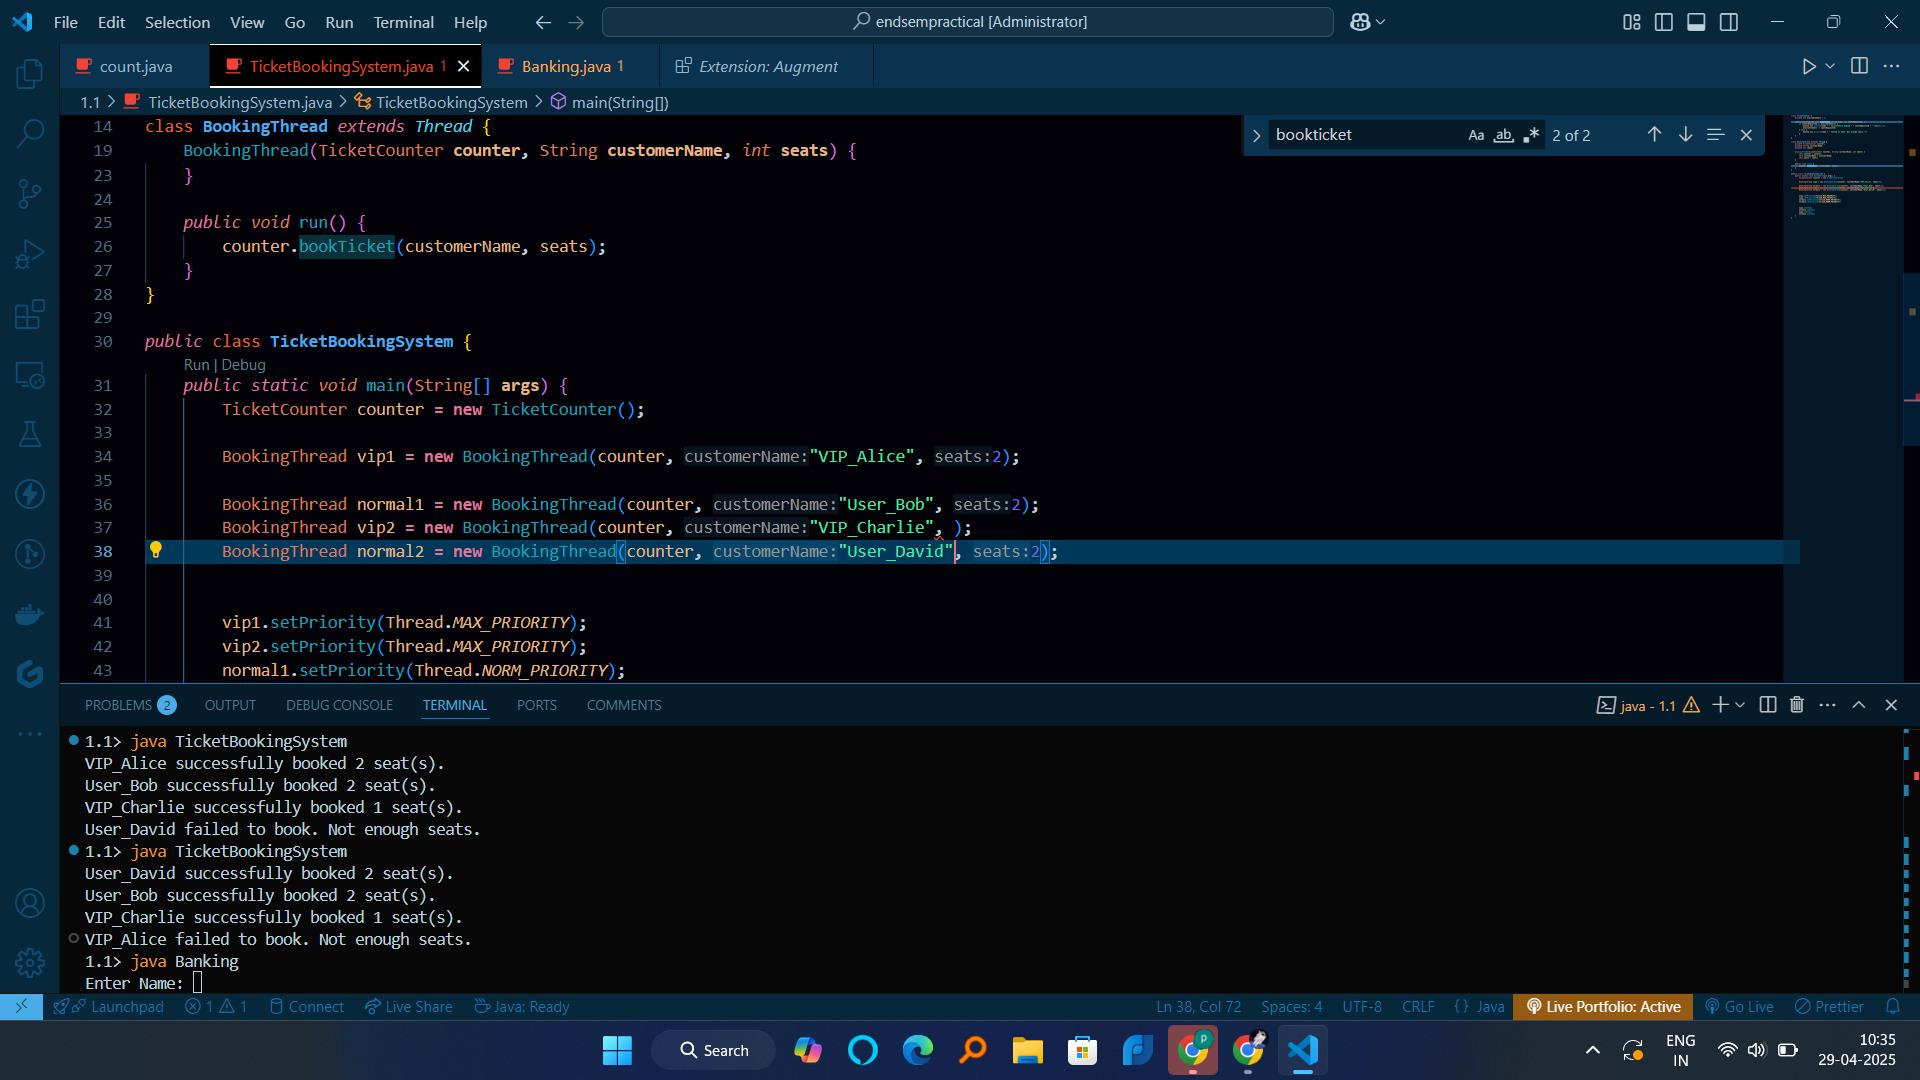 File Edit Selection View Go Run Terminal Help
endsempractical [Administrator]
count.java
TicketBookingSystem.java 1
Banking.java 1
Extension: Augment
1.1 > TicketBookingSystem.java > TicketBookingSystem > main(String[])
bookticket
Aa ab 2 of 2
14 class BookingThread extends Thread {
19 BookingThread(TicketCounter counter, String customerName, int seats) {
23 }
24
25 public void run() {
26 counter.bookTicket(customerName, seats);
27 }
28 }
29
30 public class TicketBookingSystem {
Run | Debug
31 public static void main(String[] args) {
32 TicketCounter counter = new TicketCounter();
33
34 BookingThread vip1 = new BookingThread(counter, customerName:"VIP_Alice", seats:2);
35
36 BookingThread normal1 = new BookingThread(counter, customerName:"User_Bob", seats:2);
37 BookingThread vip2 = new BookingThread(counter, customerName:"VIP_Charlie", );
38 BookingThread normal2 = new BookingThread(counter, customerName:"User_David", seats:2);
39
40
41 vip1.setPriority(Thread.MAX_PRIORITY);
42 vip2.setPriority(Thread.MAX_PRIORITY);
43 normal1.setPriority(Thread.NORM_PRIORITY);
PROBLEMS 2 OUTPUT DEBUG CONSOLE TERMINAL PORTS COMMENTS
java - 1.1
1.1> java TicketBookingSystem
VIP_Alice successfully booked 2 seat(s).
User_Bob successfully booked 2 seat(s).
VIP_Charlie successfully booked 1 seat(s).
User_David failed to book. Not enough seats.
1.1> java TicketBookingSystem
User_David successfully booked 2 seat(s).
User_Bob successfully booked 2 seat(s).
VIP_Charlie successfully booked 1 seat(s).
VIP_Alice failed to book. Not enough seats.
1.1> java Banking
Enter Name:
Launchpad 1 1 Connect Live Share Java: Ready
Ln 38, Col 72 Spaces: 4 UTF-8 CRLF {} Java Live Portfolio: Active Go Live Prettier
Search
ENG
IN
10:35
29-04-2025